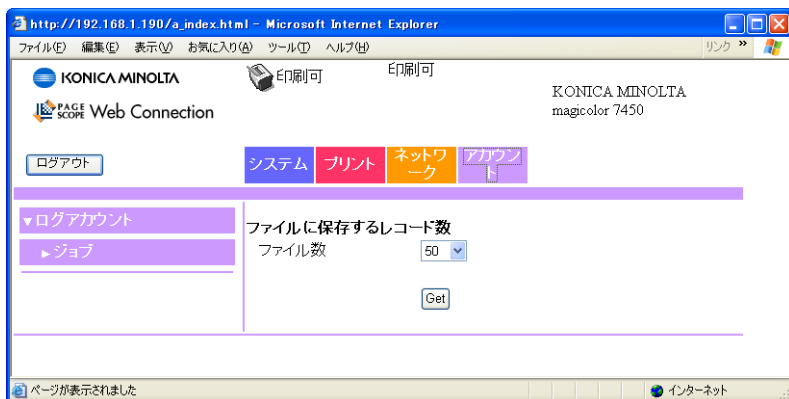 http://192.168.1.190/a_index.html - Microsoft Internet Explorer
ファイル(F) 編集(E) 表示(V) お気に入り(A) ツール(T) ヘルプ(H) リンク »
KONICA MINOLTA
印刷可
印刷可
KONICA MINOLTA
magicolor 7450
PAGE SCOPE Web Connection
ログアウト
システム
プリント
ネットワ
ーク
アカウン
ト
▼ログアカウント
►ジョブ
ファイルに保存するレコード数
ファイル数 50
Get
ページが表示されました インターネット